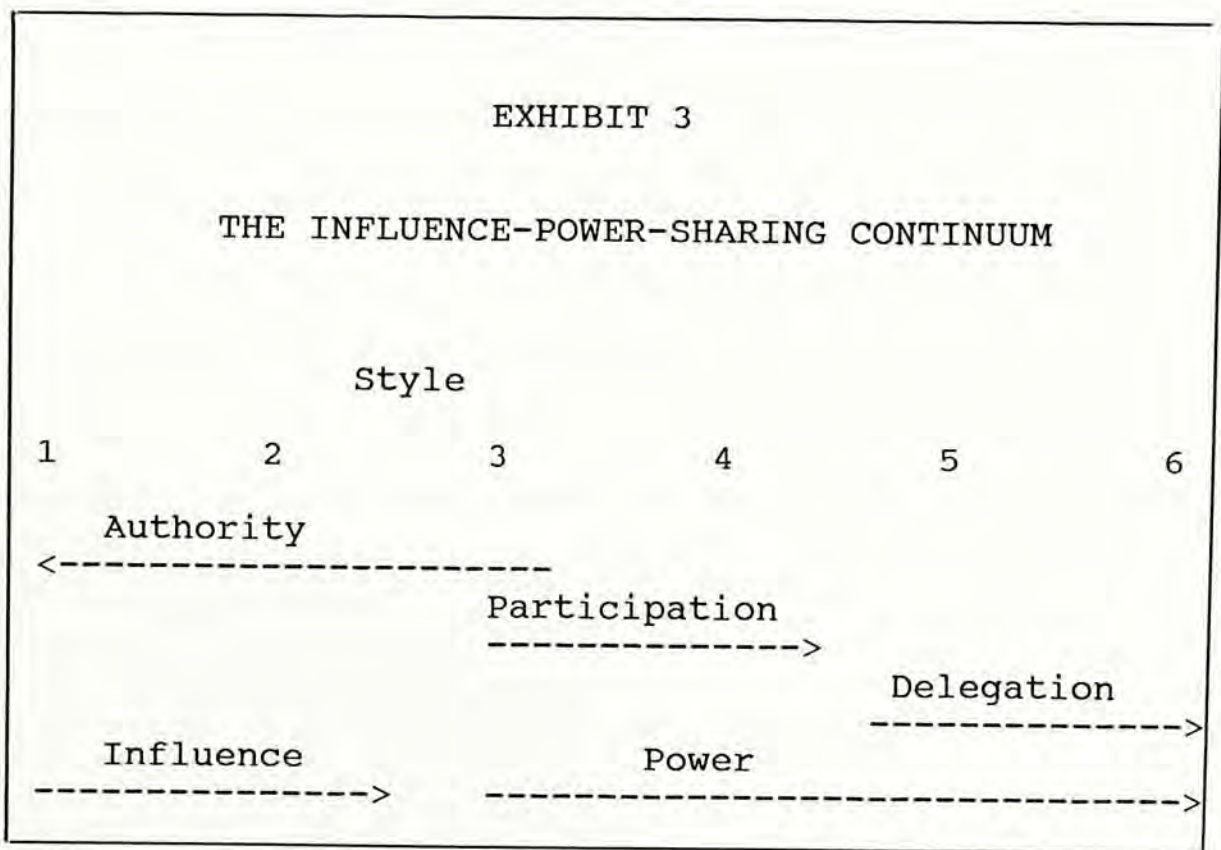 EXHIBIT 3
THE INFLUENCE-POWER-SHARING CONTINUUM
Style
1 2 3 4 5 6
Authority
<----------------------
Participation
-------------->
Delegation
-------------->
Influence Power
---------------> ------------------------------->